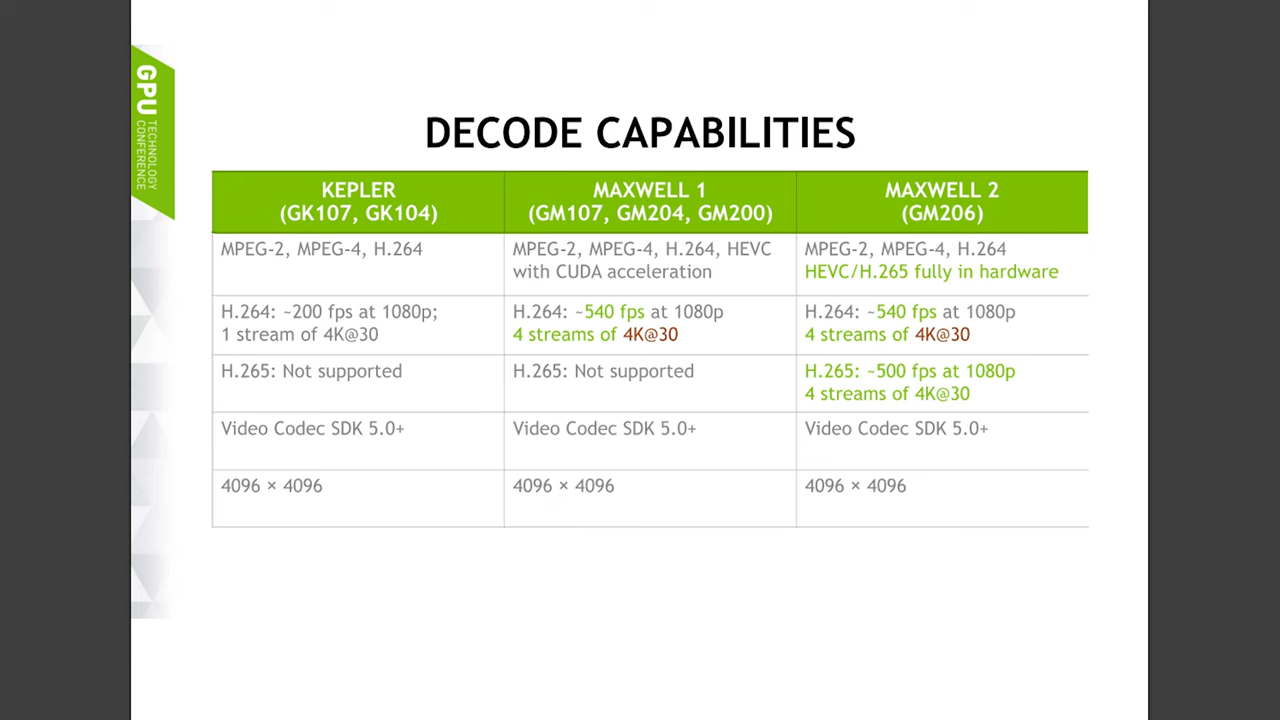 GPU
TECHNOLOGY
CONFERENCE
DECODE CAPABILITIES
KEPLER
(GK107, GK104)
MAXWELL 1
(GM107, GM204, GM200)
MAXWELL 2
(GM206)
MPEG-2, MPEG-4, H.264
MPEG-2, MPEG-4, H.264, HEVC
with CUDA acceleration
MPEG-2, MPEG-4, H.264
HEVC/H.265 fully in hardware
H.264: ~200 fps at 1080p;
1 stream of 4K@30
H.264: ~540 fps at 1080p
4 streams of 4K@30
H.264: ~540 fps at 1080p
4 streams of 4K@30
H.265: Not supported
H.265: Not supported
H.265: ~500 fps at 1080p
4 streams of 4K@30
Video Codec SDK 5.0+
Video Codec SDK 5.0+
Video Codec SDK 5.0+
4096 × 4096
4096 × 4096
4096 × 4096